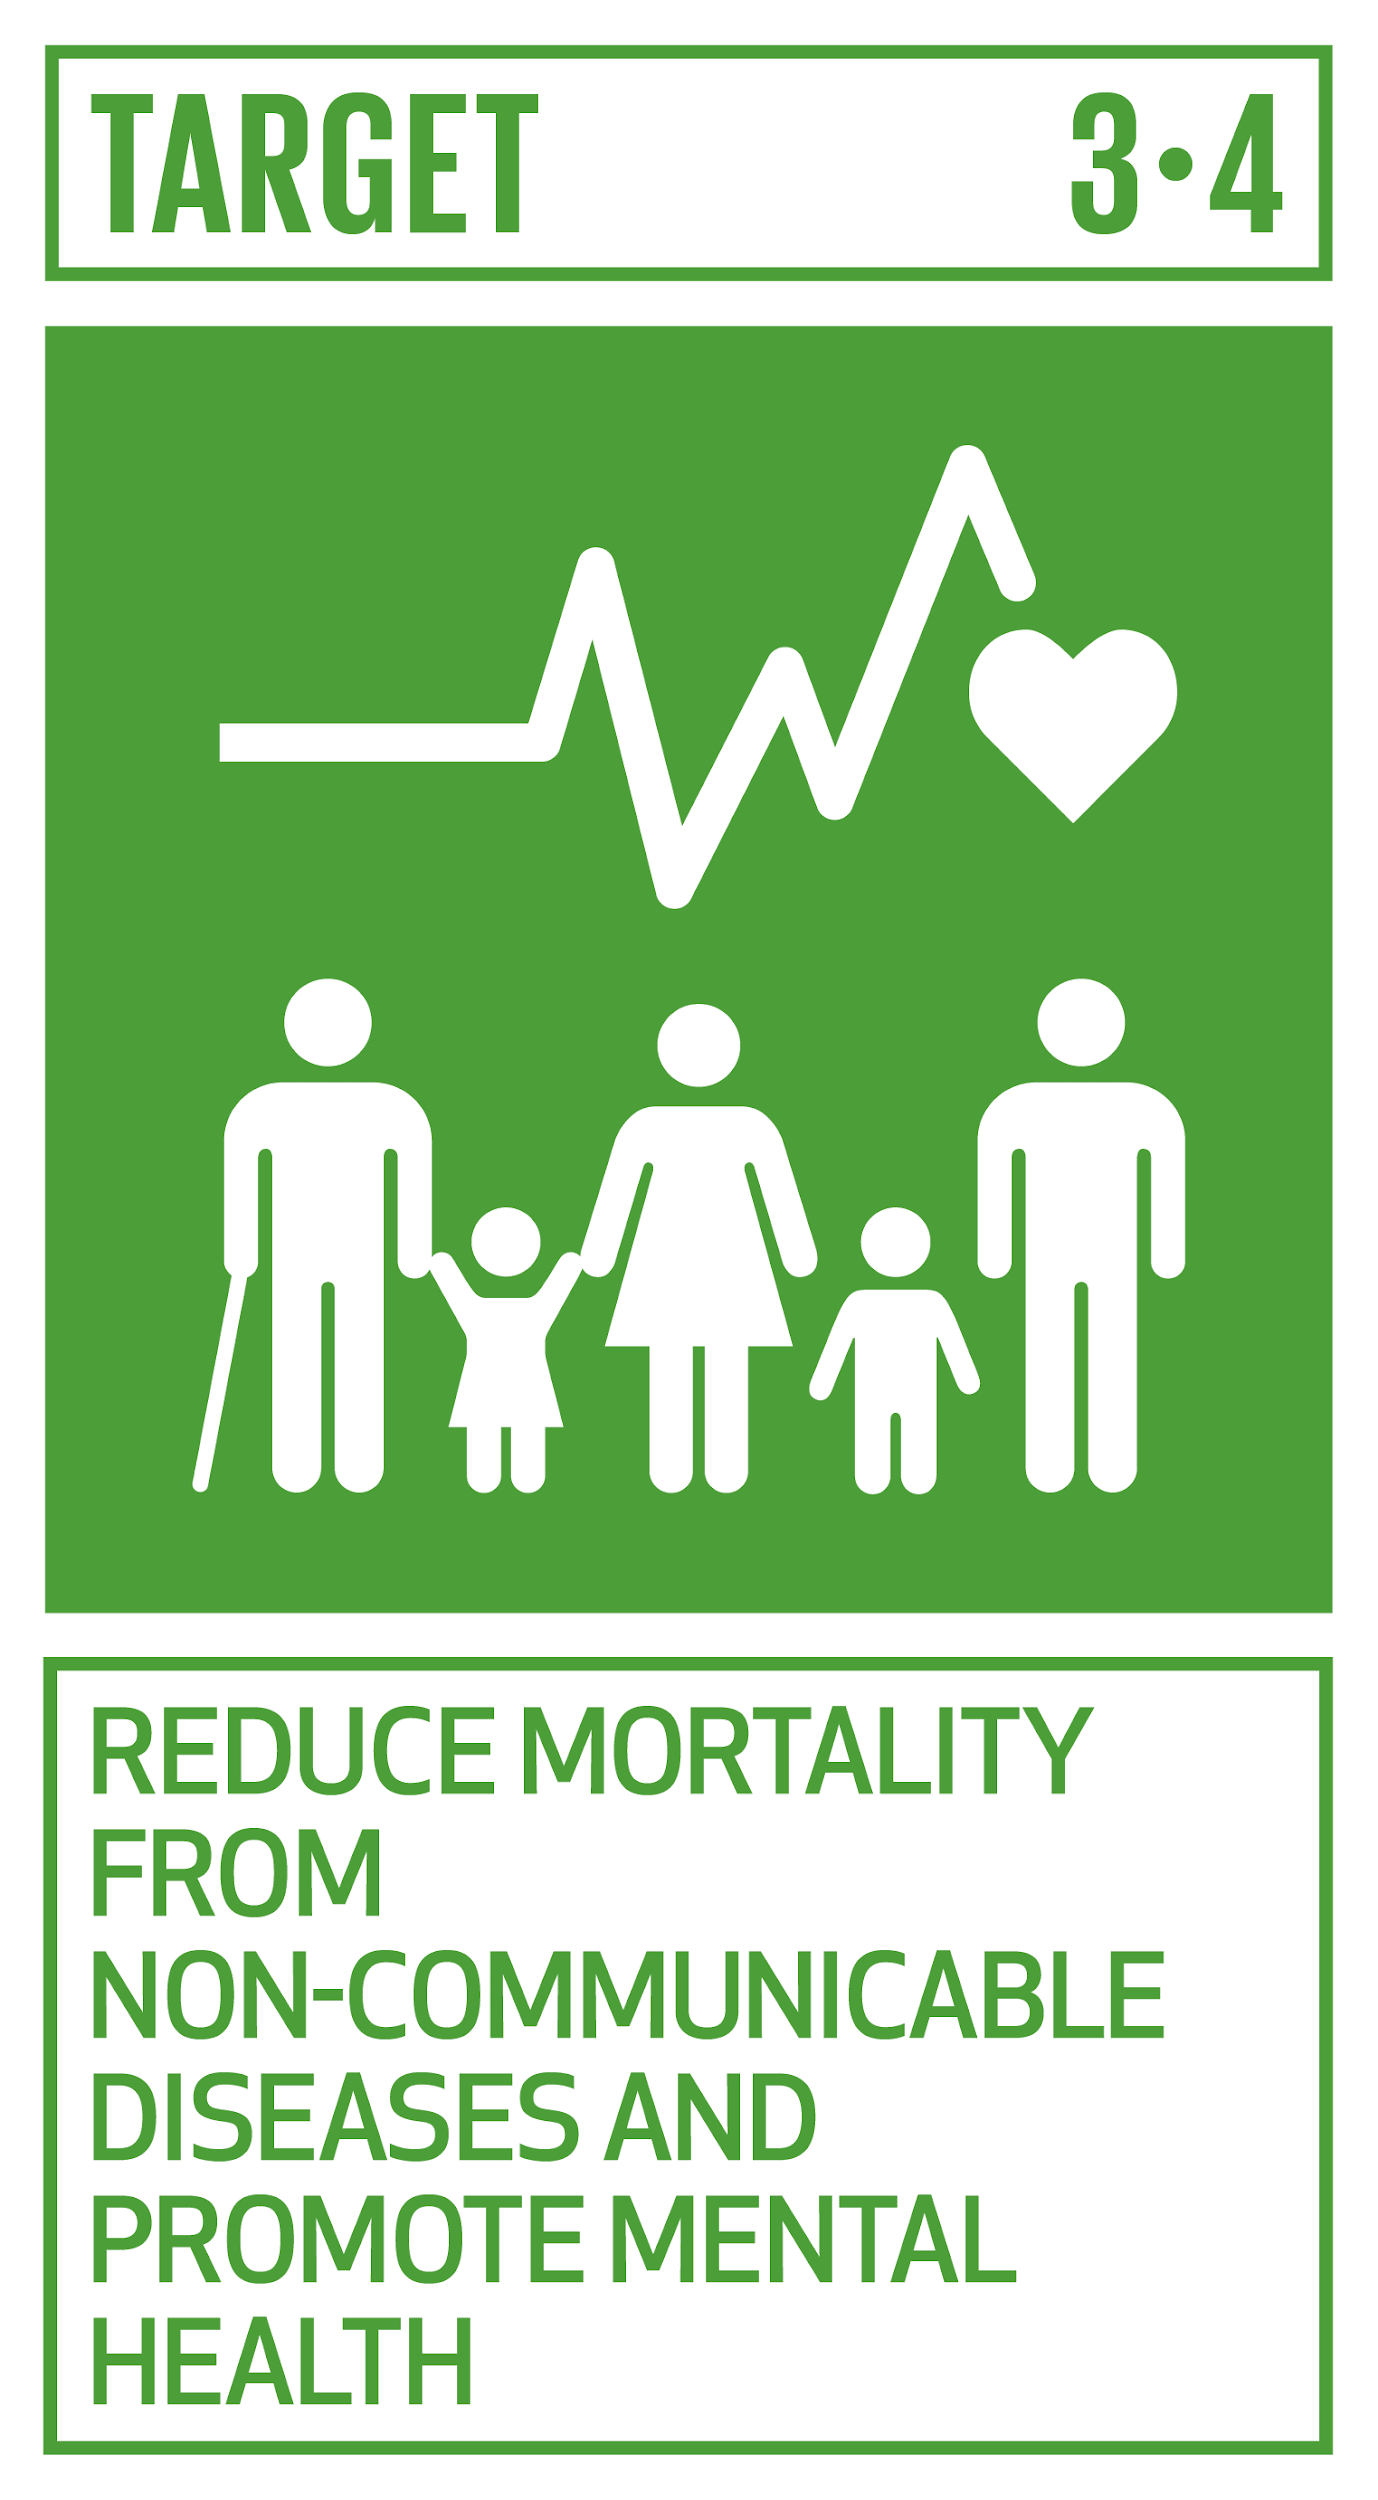 TARGET 3·4
REDUCE MORTALITY
FROM
NON-COMMUNICABLE
DISEASES AND
PROMOTE MENTAL
HEALTH